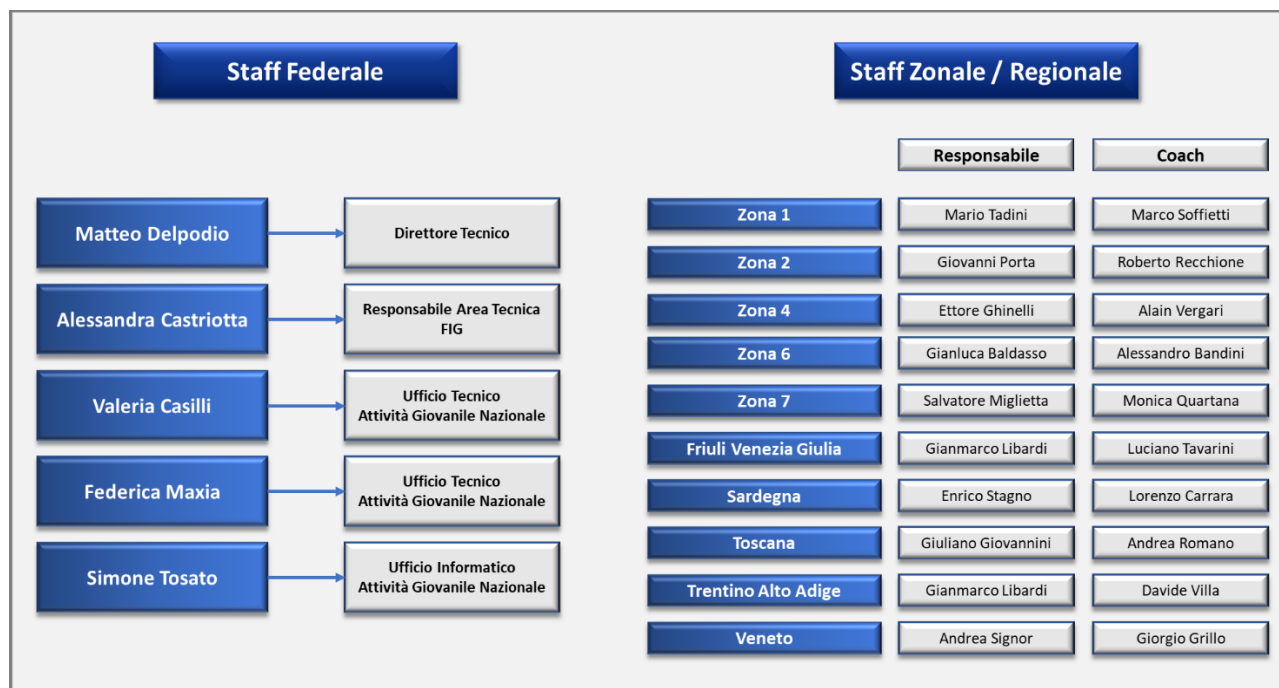 Staff Federale
Matteo Delpodio
Direttore Tecnico
Alessandra Castriotta
Responsabile Area Tecnica
FIG
Valeria Casilli
Ufficio Tecnico
Attività Giovanile Nazionale
Federica Maxia
Ufficio Tecnico
Attività Giovanile Nazionale
Simone Tosato
Ufficio Informatico
Attività Giovanile Nazionale
Staff Zonale / Regionale
Responsabile Coach
Zona 1 Mario Tadini Marco Soffietti
Zona 2 Giovanni Porta Roberto Recchione
Zona 4 Ettore Ghinelli Alain Vergari
Zona 6 Gianluca Baldasso Alessandro Bandini
Zona 7 Salvatore Miglietta Monica Quartana
Friuli Venezia Giulia Gianmarco Libardi Luciano Tavarini
Sardegna Enrico Stagno Lorenzo Carrara
Toscana Giuliano Giovannini Andrea Romano
Trentino Alto Adige Gianmarco Libardi Davide Villa
Veneto Andrea Signor Giorgio Grillo